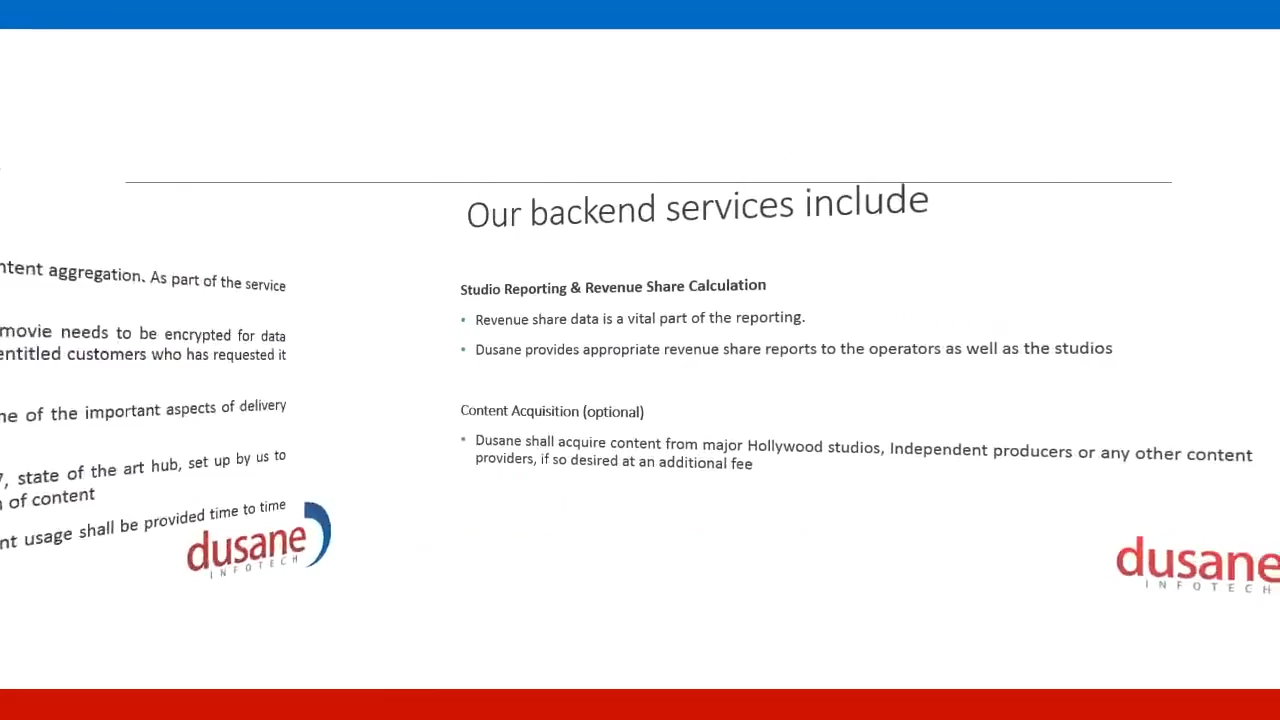 ntent aggregation. As part of the service
movie needs to be encrypted for data
entitled customers who has requested it
ne of the important aspects of delivery
7, state of the art hub, set up by us to
n of content
nt usage shall be provided time to time
dusane
INFOTECH
Our backend services include
Studio Reporting & Revenue Share Calculation
• Revenue share data is a vital part of the reporting.
• Dusane provides appropriate revenue share reports to the operators as well as the studios
Content Acquisition (optional)
• Dusane shall acquire content from major Hollywood studios, Independent producers or any other content
providers, if so desired at an additional fee
dusane
INFOTECH